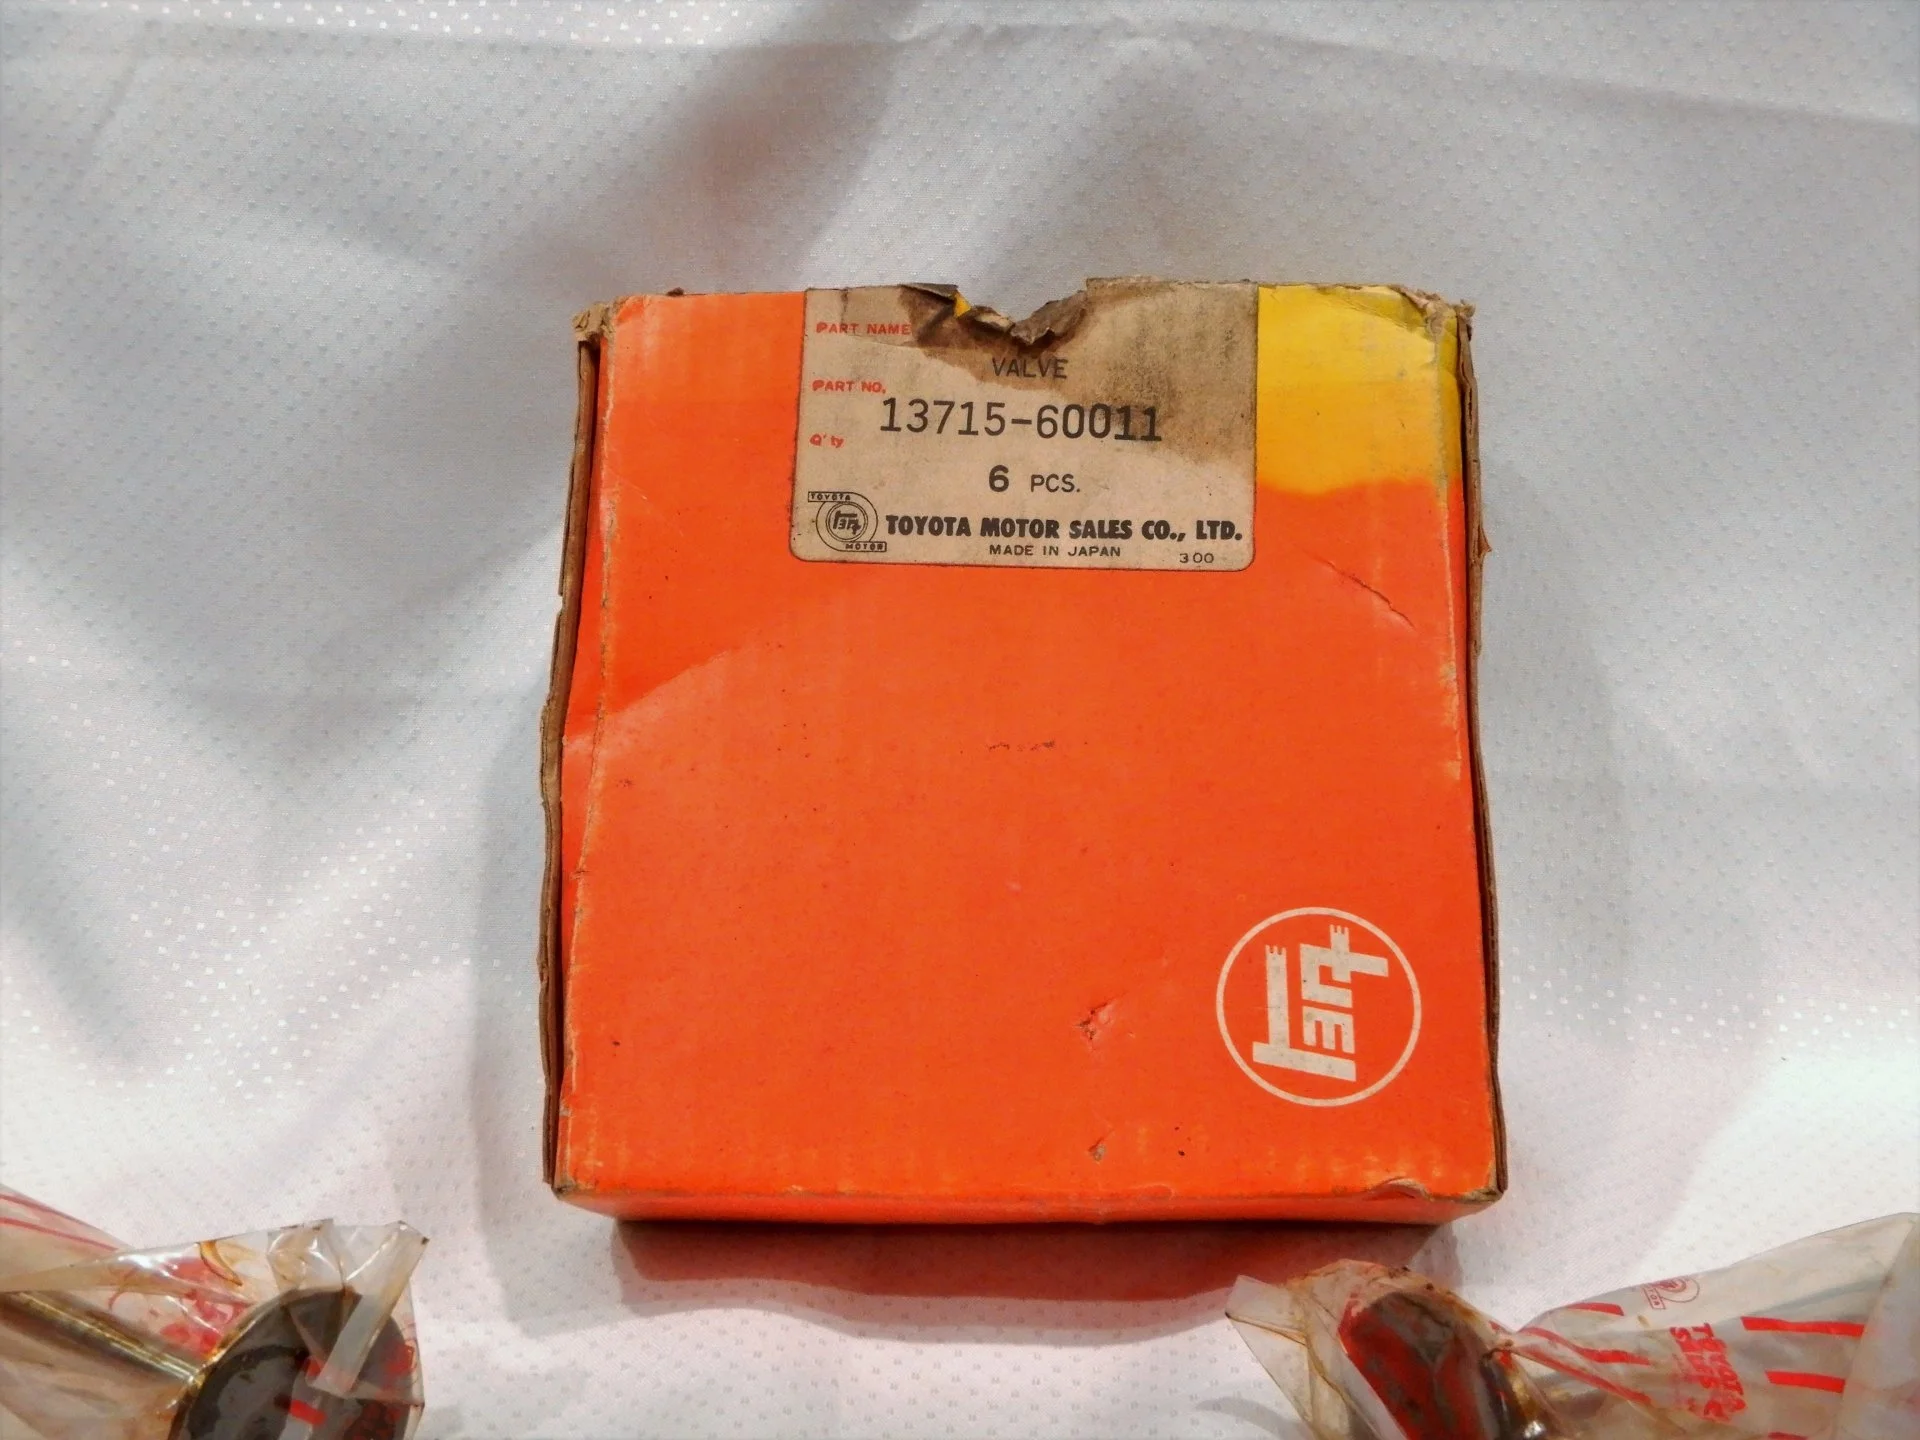 PART NAME
VALVE
PART NO.
13715-60011
Q'ty
6 PCS.
TOYOTA
MOTOR
TOYOTA MOTOR SALES CO., LTD.
MADE IN JAPAN 300
TOYOTA